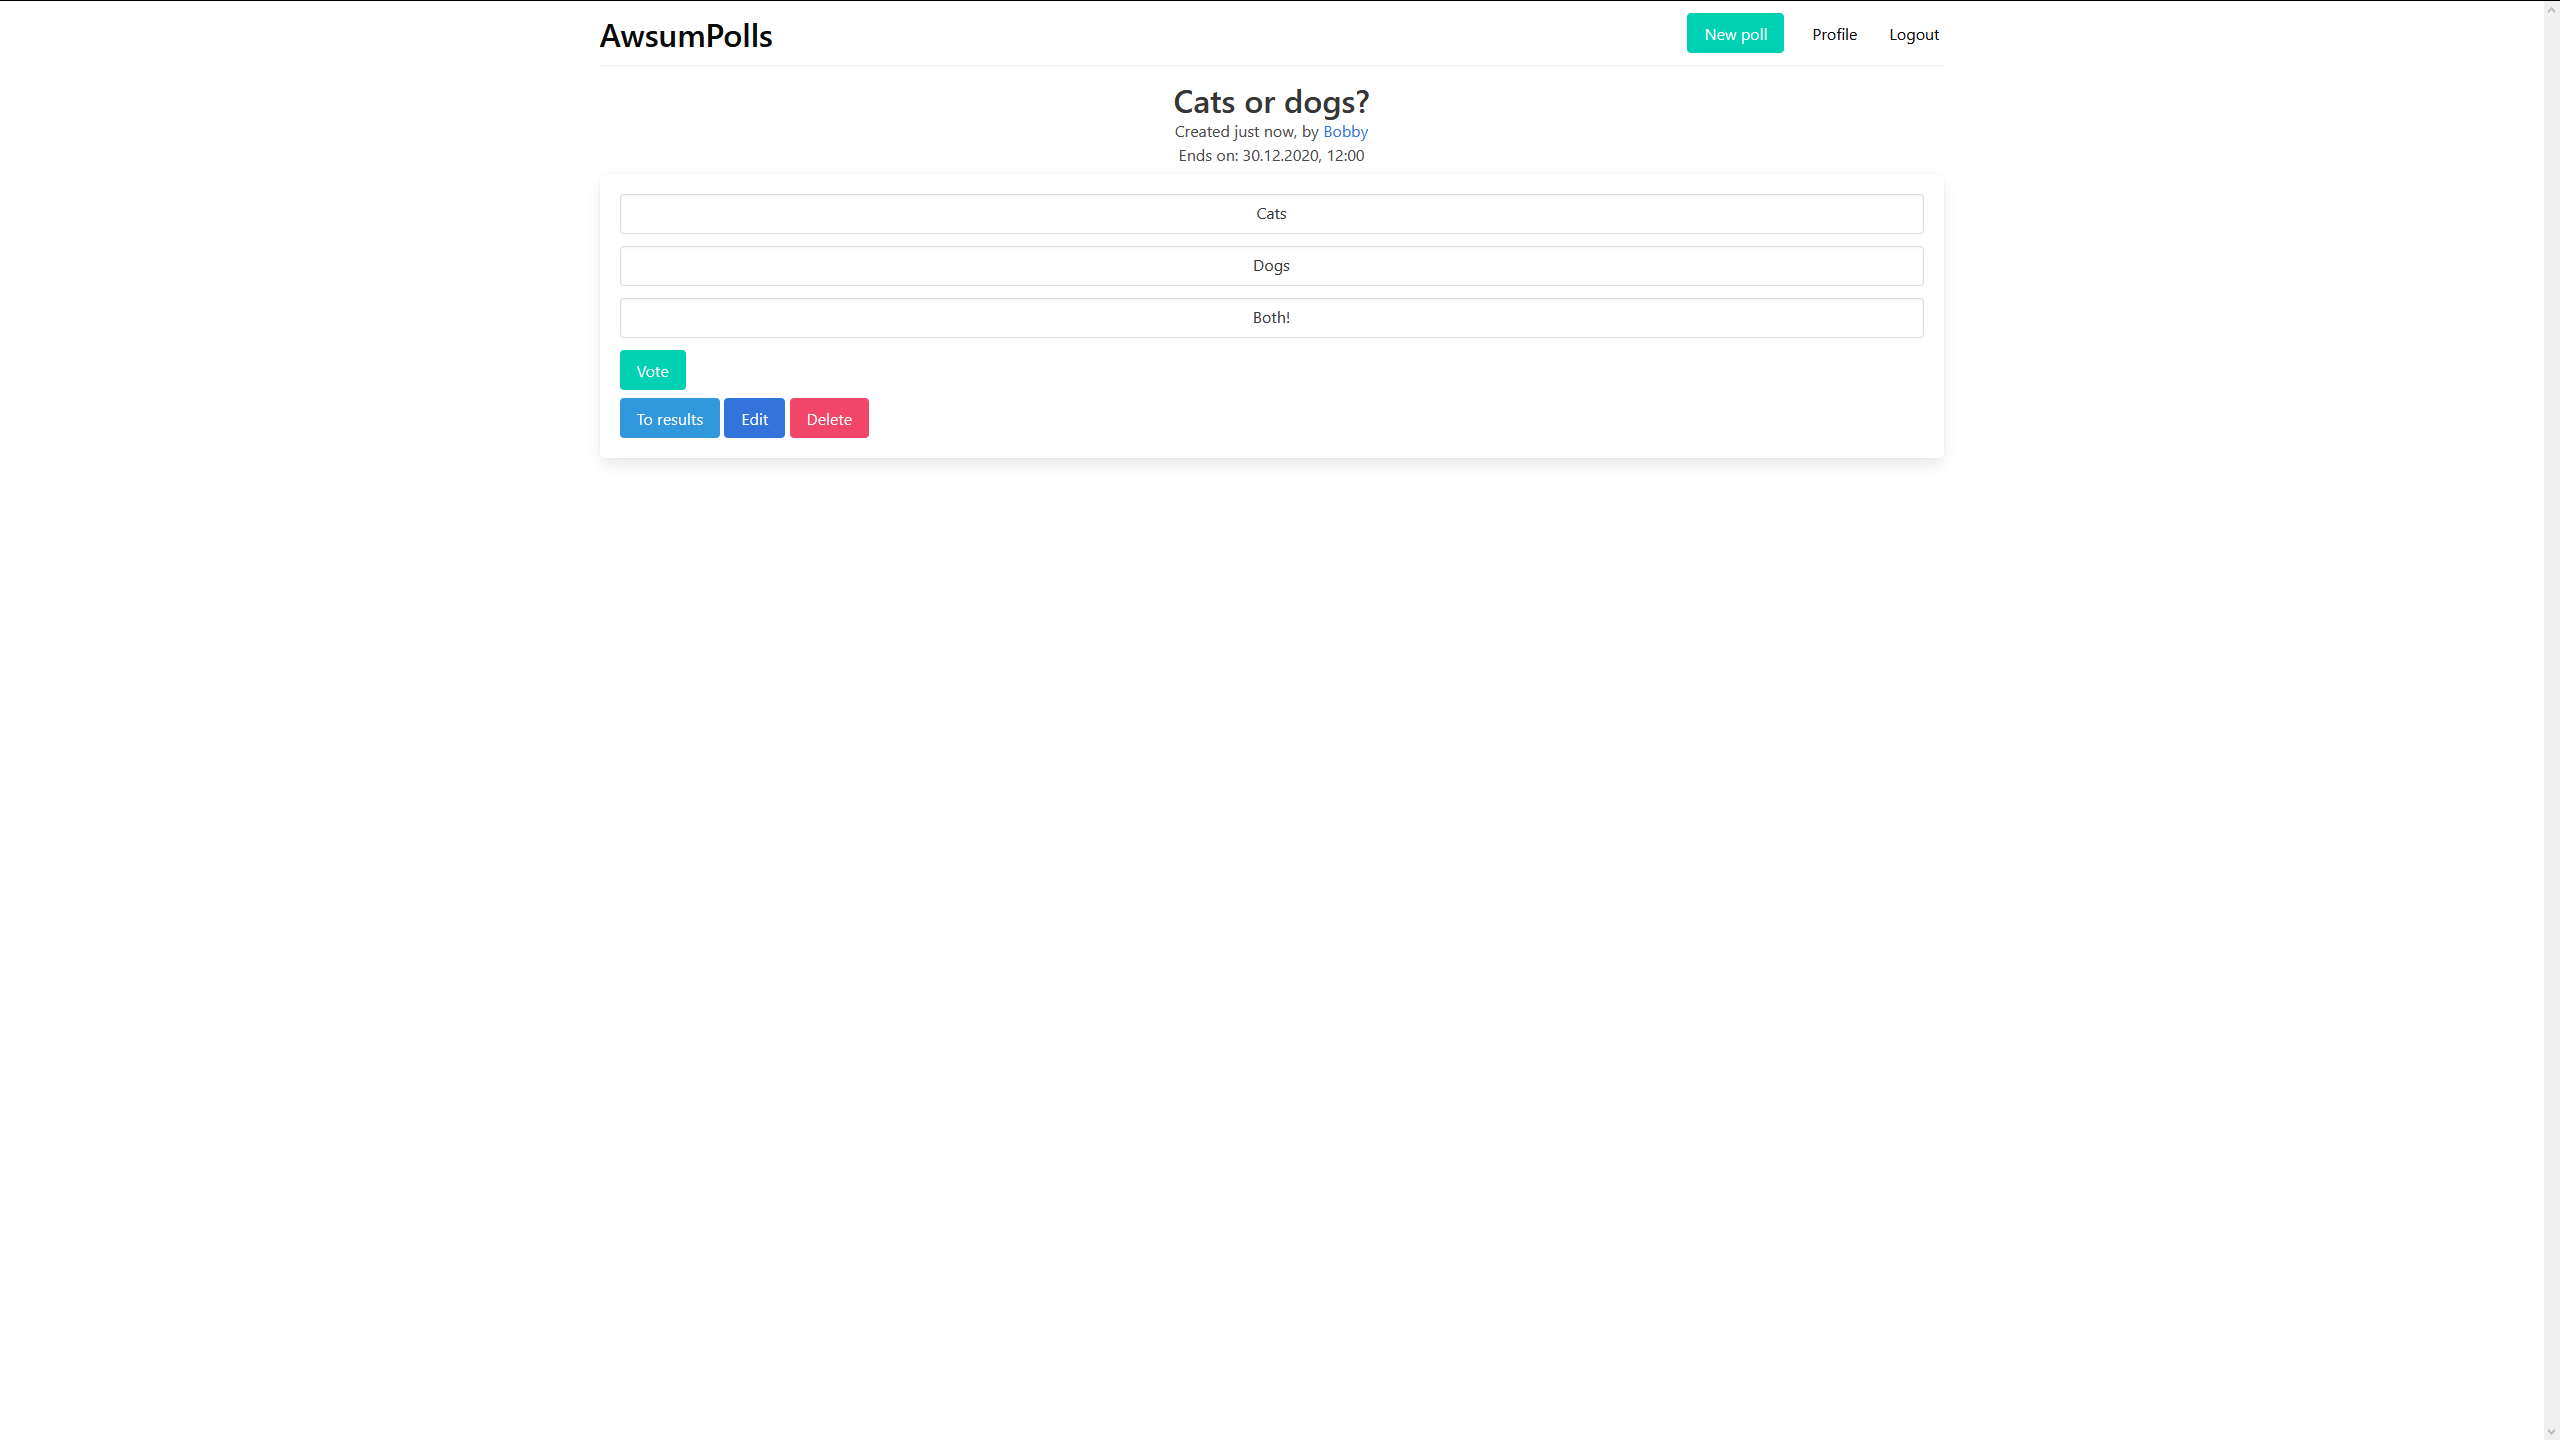 AwsumPolls
New poll Profile Logout
Cats or dogs?
Created just now, by Bobby
Ends on: 30.12.2020, 12:00
Cats
Dogs
Both!
Vote
To results Edit Delete